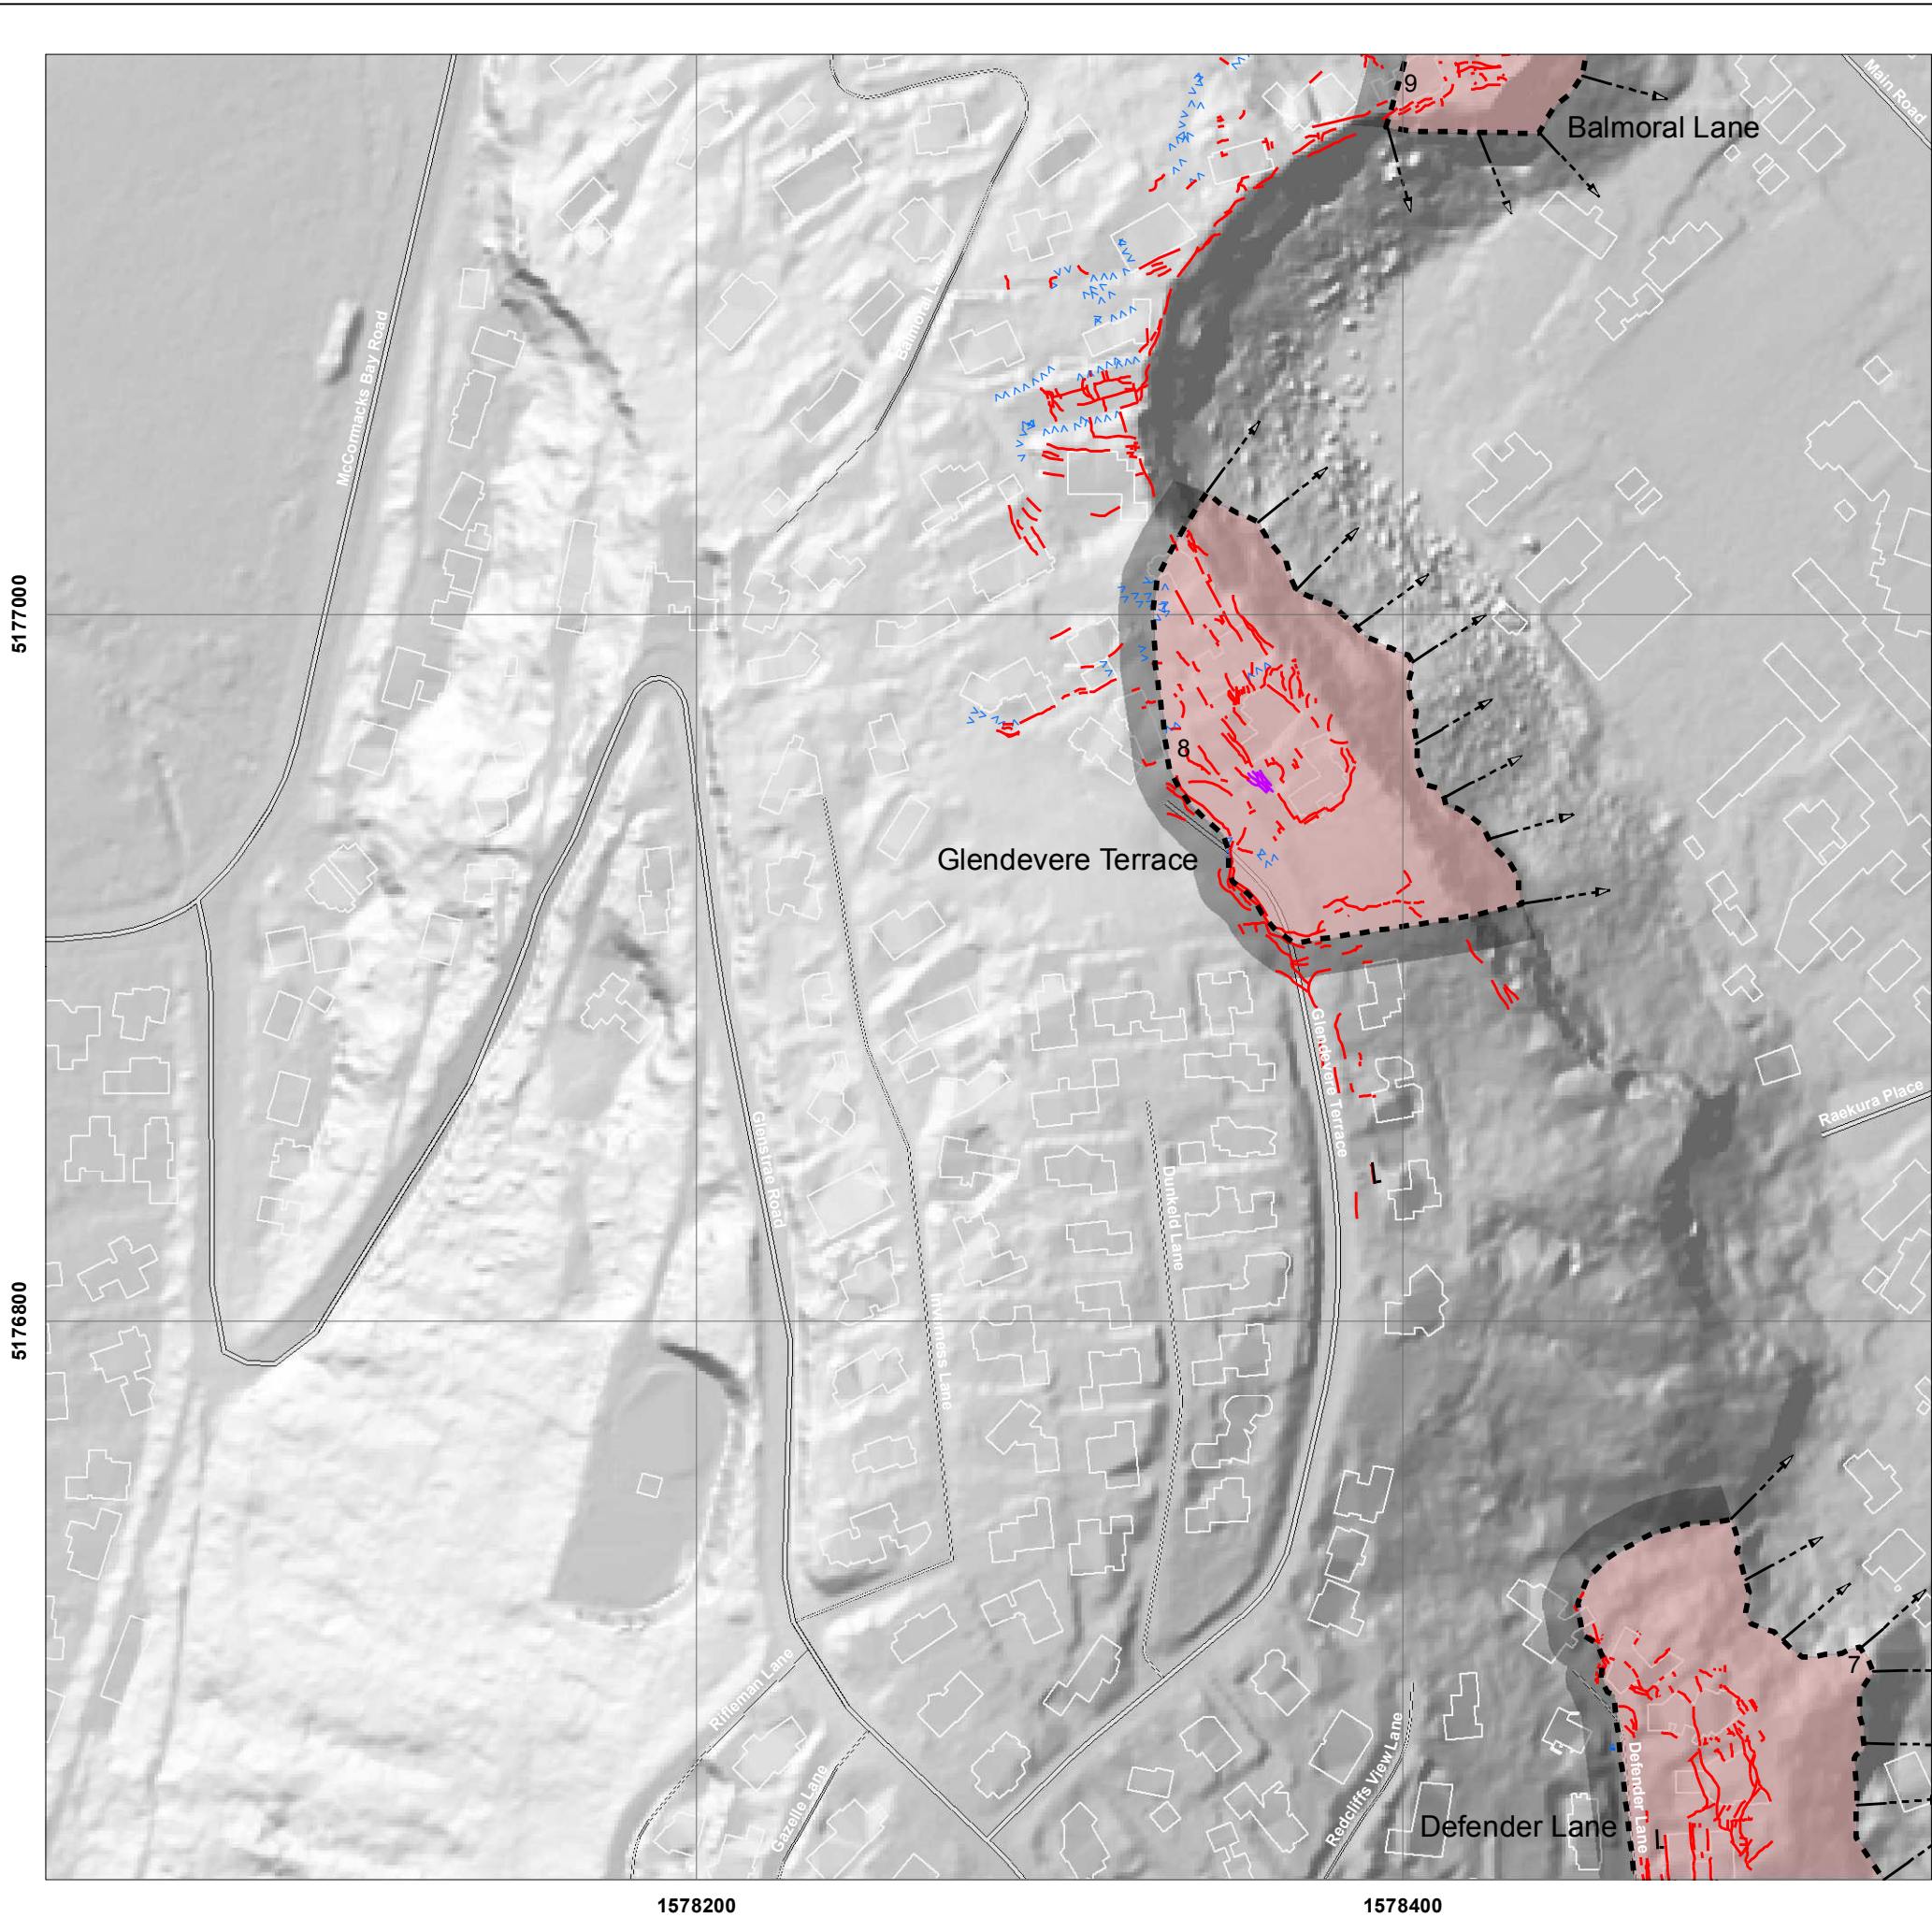 9
Balmoral Lane
Main Road
McCormacks Bay Road
Balmoral Lane
5177000
8
Glendevere Terrace
Glendevere Terrace
Raekura Place
Glenstrae Road
Dunkeld Lane
Inverness Lane
5176800
7
Rifleman Lane
Gazelle Lane
Redcliffs View Lane
Defender Lane
Defender Lane
1578200
1578400